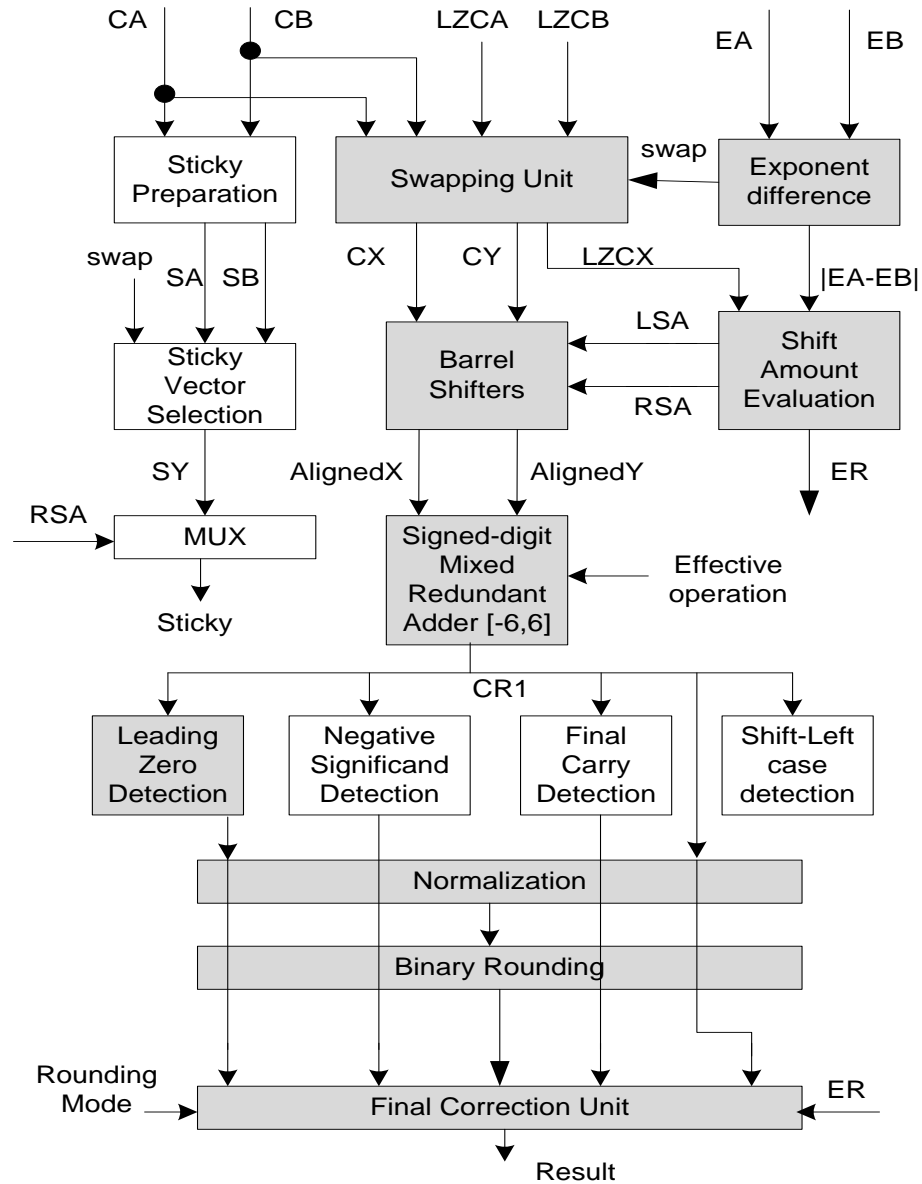 CA
CB
LZCA
LZCB
EA
EB
Sticky
Preparation
Swapping Unit
swap
Exponent
difference
swap
SA
SB
CX
CY
LZCX
|EA-EB|
Sticky
Vector
Selection
Barrel
Shifters
LSA
RSA
Shift
Amount
Evaluation
SY
AlignedX
AlignedY
ER
RSA
MUX
Sticky
Signed-digit
Mixed
Redundant
Adder [-6,6]
Effective
operation
CR1
Leading
Zero
Detection
Negative
Significand
Detection
Final
Carry
Detection
Shift-Left
case
detection
Normalization
Binary Rounding
Rounding
Mode
Final Correction Unit
ER
Result